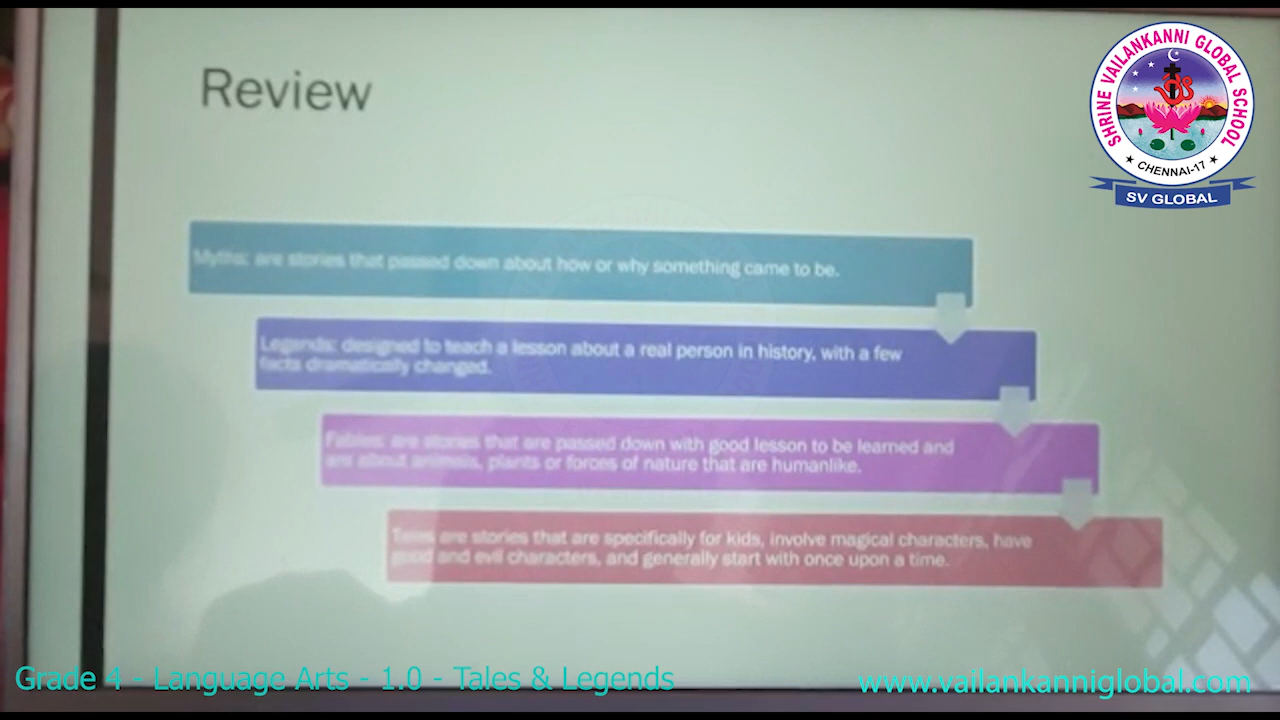 Review
Myths: are stories that passed down about how or why something came to be.
Legends: designed to teach a lesson about a real person in history, with a few
facts dramatically changed.
Fables: are stories that are passed down with good lesson to be learned and
are about animals, plants or forces of nature that are humanlike.
Tales are stories that are specifically for kids, involve magical characters, have
good and evil characters, and generally start with once upon a time.
SHRINE VAILANKANNI GLOBAL SCHOOL
★ CHENNAI-17 ★
SV GLOBAL
Grade 4 - Language Arts - 1.0 - Tales & Legends
www.vailankanniglobal.com